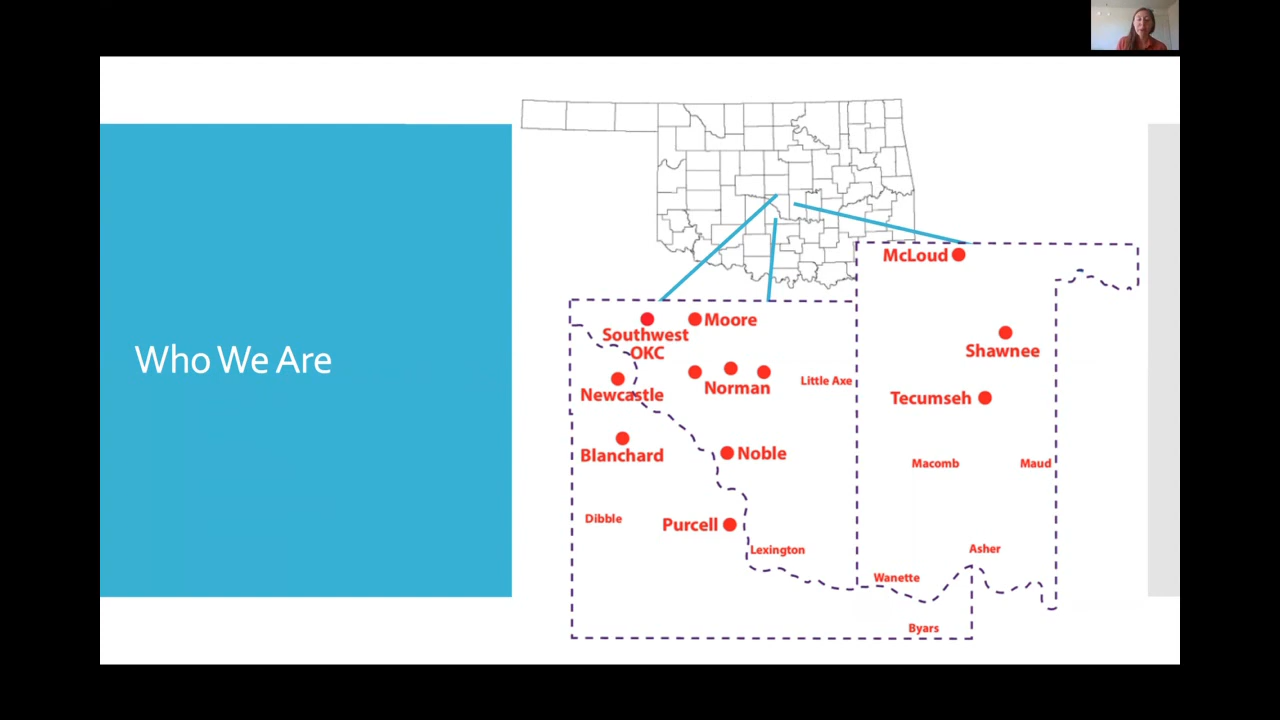 Who We Are
McLoud
Southwest
OKC
Moore
Shawnee
Newcastle
Norman
Little Axe
Tecumseh
Blanchard
Noble
Macomb
Maud
Dibble
Purcell
Lexington
Asher
Wanette
Byars